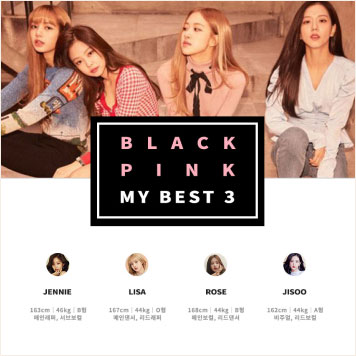 BLACK
PINK
MY BEST 3
JENNIE
163cm | 46kg | B형
메인래퍼, 서브보컬
LISA
167cm | 44kg | O형
메인댄서, 리드래퍼
ROSE
168cm | 44kg | B형
메인보컬, 리드댄서
JISOO
162cm | 44kg | A형
비주얼, 리드보컬